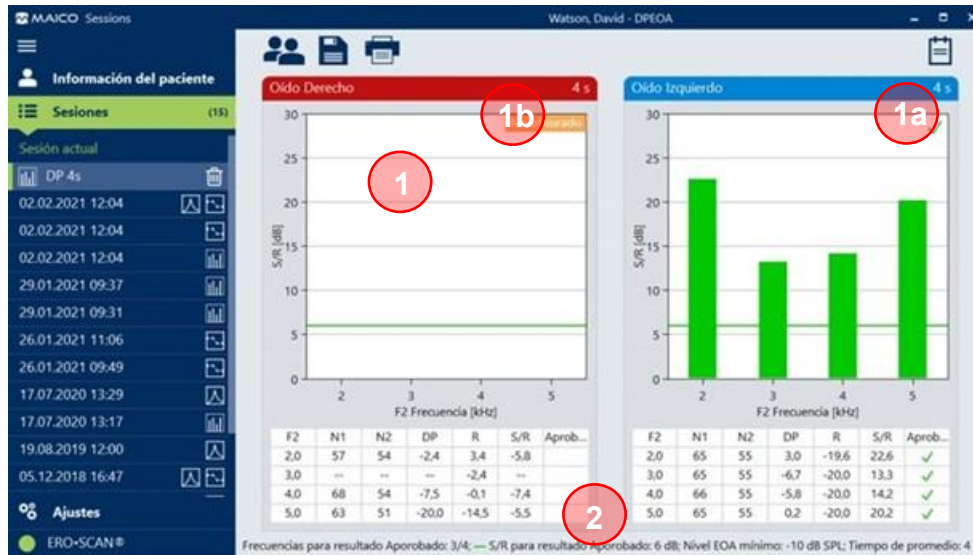 MAICO Sessions
Watson, David - DPEOA
Información del paciente
Sesiones (15)
Sesión actual
DP 4s
02.02.2021 12:04
02.02.2021 12:04
02.02.2021 12:04
29.01.2021 09:37
29.01.2021 09:31
26.01.2021 11:06
26.01.2021 09:49
17.07.2020 13:29
17.07.2020 13:17
19.08.2019 12:00
05.12.2018 16:47
Ajustes
ERO•SCAN®
Oído Derecho 4 s
1b
1
S/R [dB]
30
25
20
15
10
5
0
2 3 4 5
F2 Frecuencia [kHz]
F2 N1 N2 DP R S/R Aprob...
2,0 57 54 -2,4 3,4 -5,8
3,0 -- -- -- -2,4 --
4,0 68 54 -7,5 -0,1 -7,4
5,0 63 51 -20,0 -14,5 -5,5
2
Oído Izquierdo 4 s
1a
S/R [dB]
30
25
20
15
10
5
0
2 3 4 5
F2 Frecuencia [kHz]
F2 N1 N2 DP R S/R Aprob...
2,0 65 55 3,0 -19,6 22,6 ✓
3,0 65 55 -6,7 -20,0 13,3 ✓
4,0 66 55 -5,8 -20,0 14,2 ✓
5,0 65 55 0,2 -20,0 20,2 ✓
Frecuencias para resultado Aporobado: 3/4; — S/R para resultado Aporobado: 6 dB; Nivel EOA mínimo: -10 dB SPL; Tiempo de promedio: 4